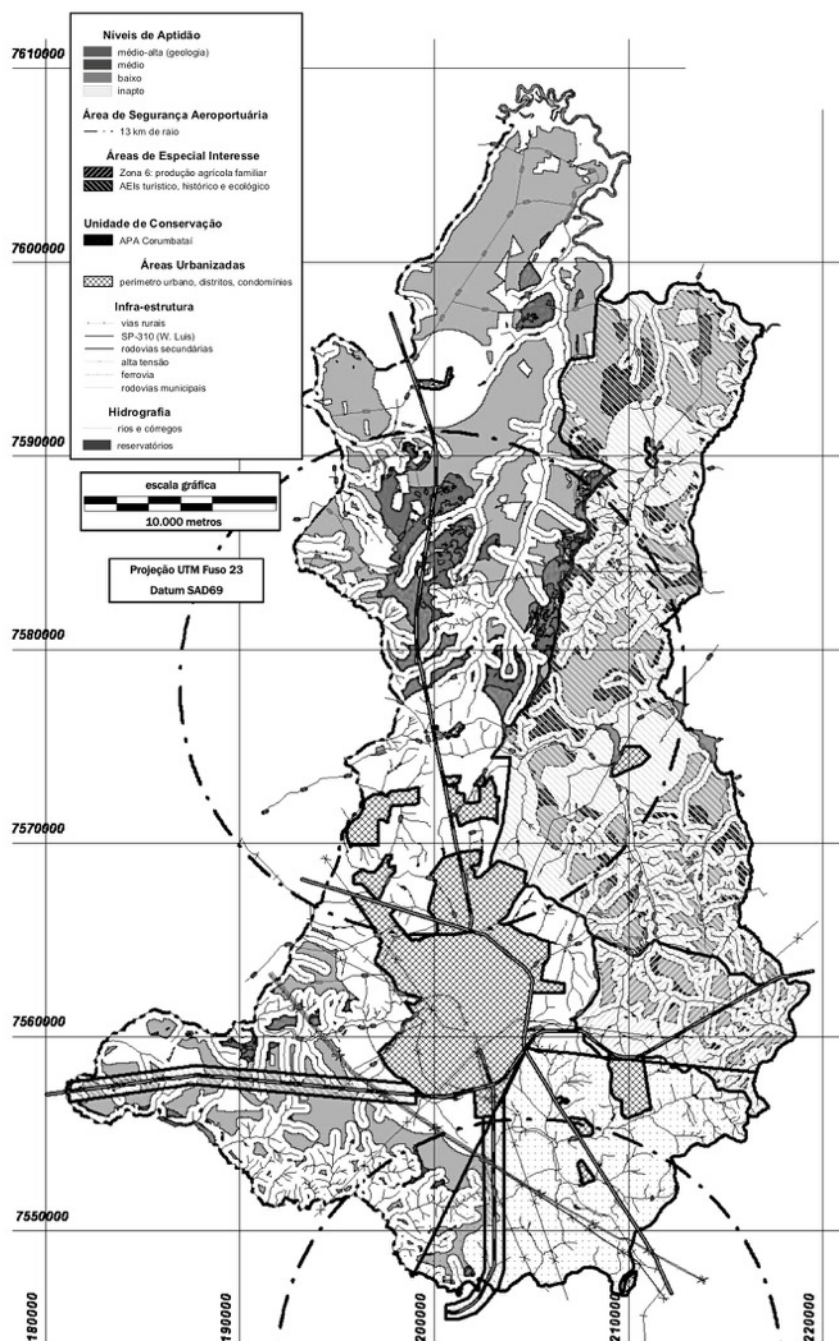 7610000
Níveis de Aptidão
médio-alta (geologia)
médio
baixo
inapto
Área de Segurança Aeroportuária
13 km de raio
Áreas de Especial Interesse
Zona 6: produção agrícola familiar
AEIs turístico, histórico e ecológico
Unidade de Conservação
APA Corumbataí
Áreas Urbanizadas
perímetro urbano, distritos, condomínios
Infra-estrutura
vias rurais
SP-310 (W. Luis)
rodovias secundárias
alta tensão
ferrovia
rodovias municipais
Hidrografia
rios e córregos
reservatórios
7600000
7590000
escala gráfica
10.000 metros
Projeção UTM Fuso 23
Datum SAD69
7580000
7570000
7560000
7550000
180000
190000
200000
210000
220000